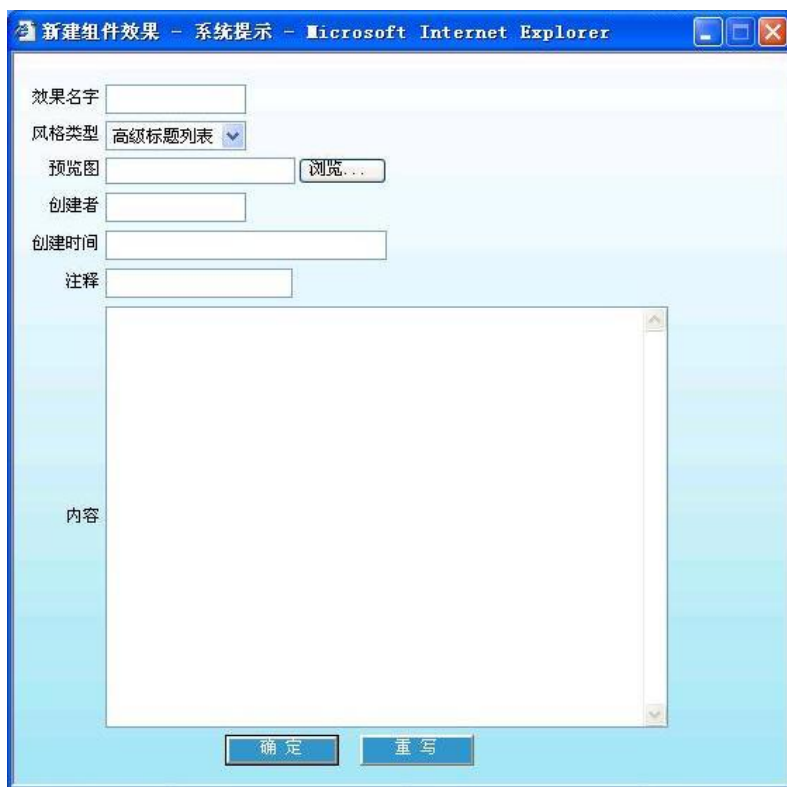 新建组件效果 - 系统提示 - Microsoft Internet Explorer
效果名字
风格类型 高级标题列表
预览图 浏览...
创建者
创建时间
注释
内容
确 定 重 写